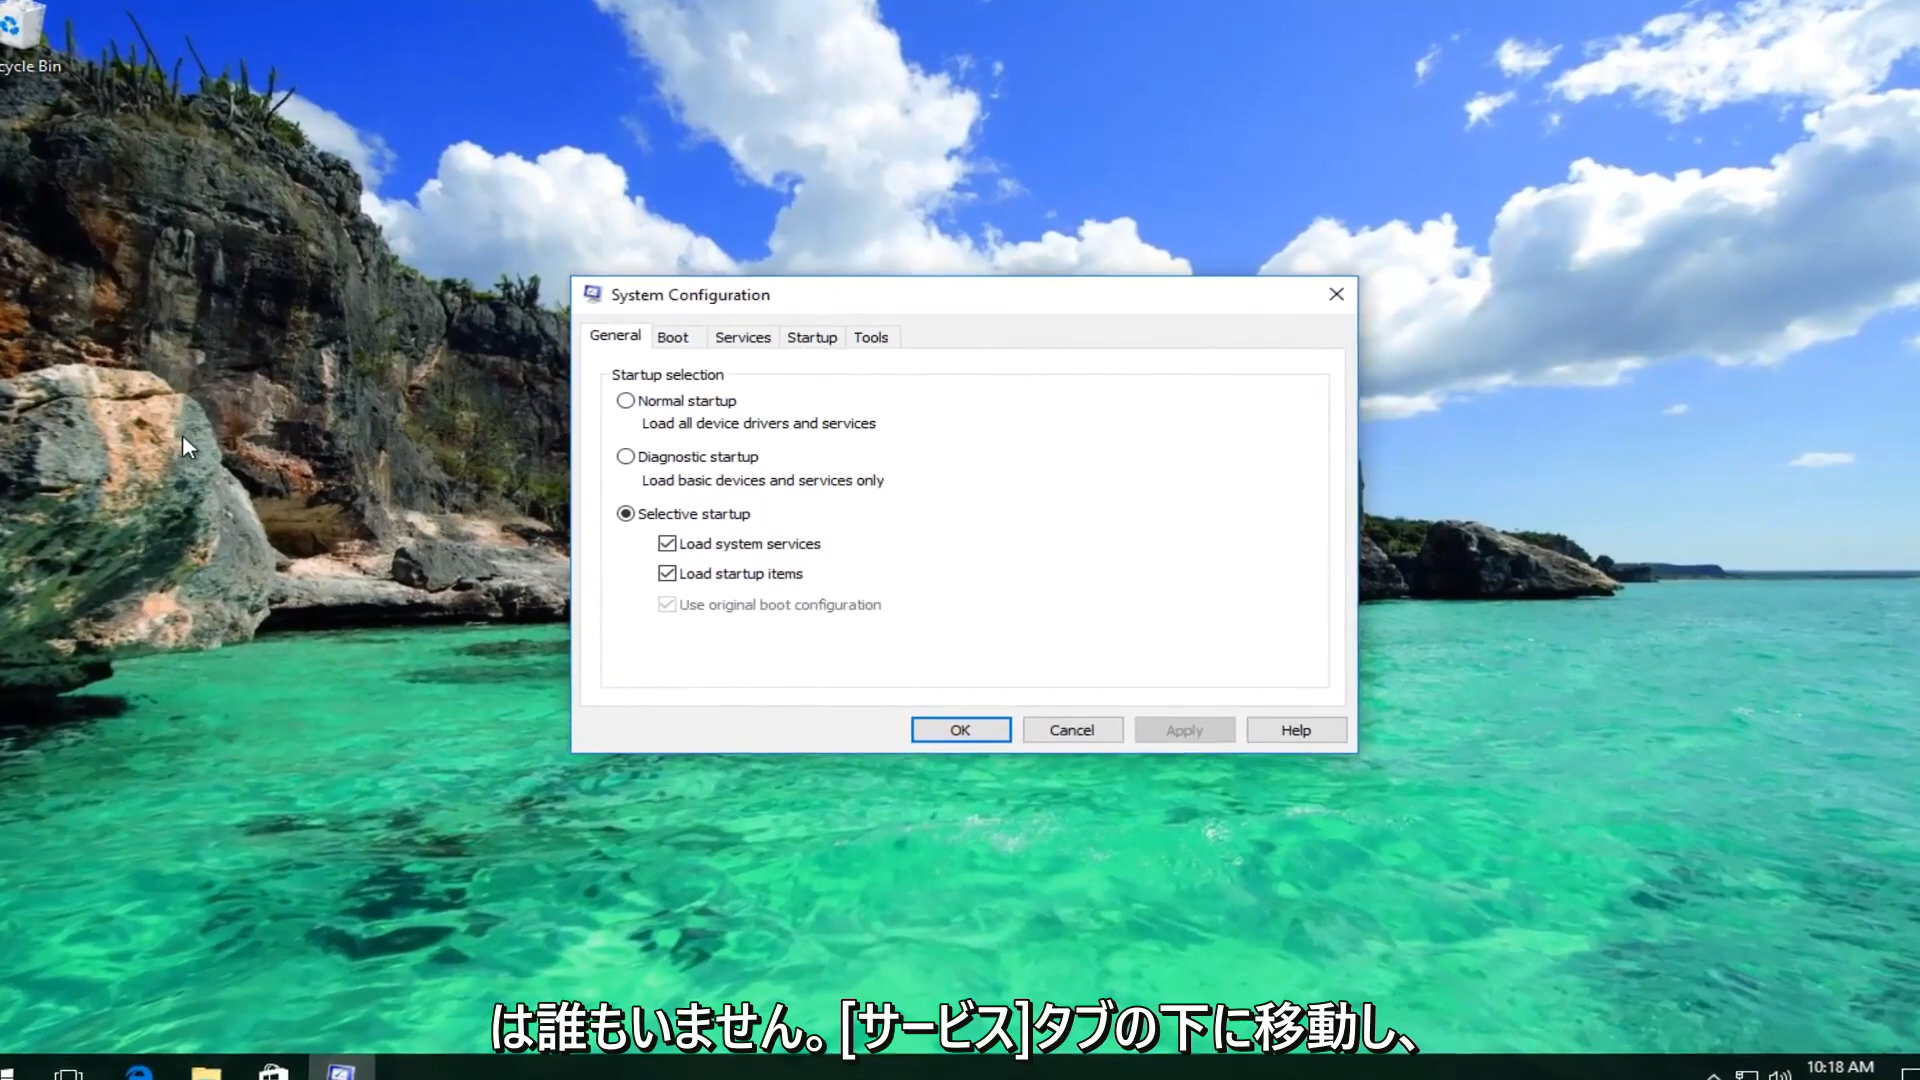 cycle Bin
System Configuration
General Boot Services Startup Tools
Startup selection
Normal startup
Load all device drivers and services
Diagnostic startup
Load basic devices and services only
Selective startup
Load system services
Load startup items
Use original boot configuration
OK Cancel Apply Help
は誰もいません。[サービス]タブの下に移動し、
10:18 AM